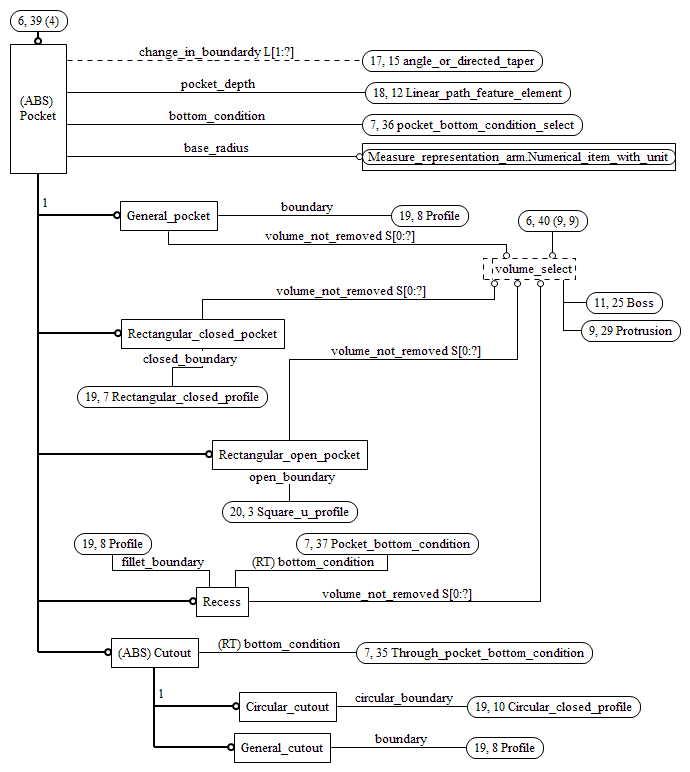 6, 39 (4)
change_in_boundardy L[1:?]
17, 15 angle_or_directed_taper
(ABS)
Pocket
pocket_depth
18, 12 Linear_path_feature_element
bottom_condition
7, 36 pocket_bottom_condition_select
base_radius
Measure_representation_arm.Numerical_item_with_unit
1
General_pocket
boundary
19, 8 Profile
6, 40 (9, 9)
volume_not_removed S[0:?]
volume_select
volume_not_removed S[0:?]
11, 25 Boss
9, 29 Protrusion
Rectangular_closed_pocket
closed_boundary
volume_not_removed S[0:?]
19, 7 Rectangular_closed_profile
Rectangular_open_pocket
open_boundary
20, 3 Square_u_profile
19, 8 Profile
7, 37 Pocket_bottom_condition
fillet_boundary
(RT) bottom_condition
Recess
volume_not_removed S[0:?]
(ABS) Cutout
(RT) bottom_condition
7, 35 Through_pocket_bottom_condition
1
Circular_cutout
circular_boundary
19, 10 Circular_closed_profile
General_cutout
boundary
19, 8 Profile